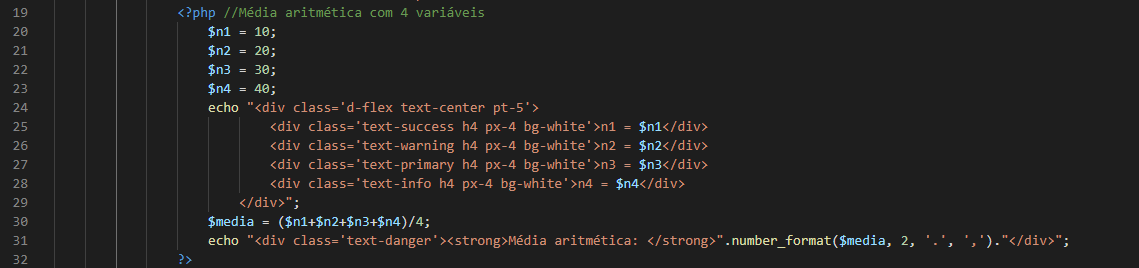 19 <?php //Média aritmética com 4 variáveis
20 $n1 = 10;
21 $n2 = 20;
22 $n3 = 30;
23 $n4 = 40;
24 echo "<div class='d-flex text-center pt-5'>
25 <div class='text-success h4 px-4 bg-white'>n1 = $n1</div>
26 <div class='text-warning h4 px-4 bg-white'>n2 = $n2</div>
27 <div class='text-primary h4 px-4 bg-white'>n3 = $n3</div>
28 <div class='text-info h4 px-4 bg-white'>n4 = $n4</div>
29 </div>";
30 $media = ($n1+$n2+$n3+$n4)/4;
31 echo "<div class='text-danger'><strong>Média aritmética: </strong>".number_format($media, 2, '.', ',')."</div>";
32 ?>